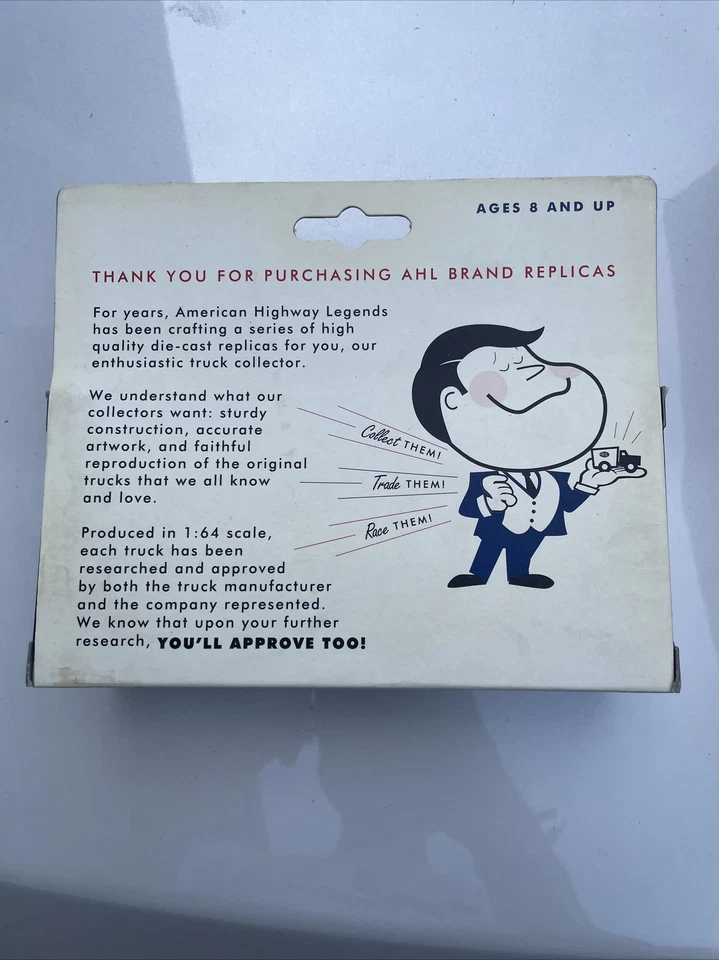 AGES 8 AND UP
THANK YOU FOR PURCHASING AHL BRAND REPLICAS
For years, American Highway Legends
has been crafting a series of high
quality die-cast replicas for you, our
enthusiastic truck collector.
We understand what our
collectors want: sturdy
construction, accurate
artwork, and faithful
reproduction of the original
trucks that we all know
and love.
Collect THEM!
Trade THEM!
Race THEM!
Produced in 1:64 scale,
each truck has been
researched and approved
by both the truck manufacturer
and the company represented.
We know that upon your further
research, YOU'LL APPROVE TOO!